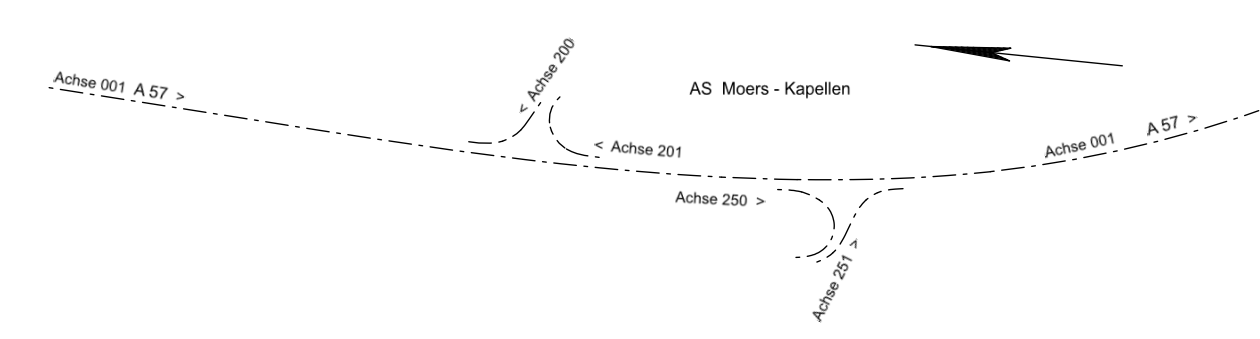 Achse 001 A 57 >
< Achse 200
AS Moers - Kapellen
< Achse 201
Achse 001 A 57 >
Achse 250 >
Achse 251 >